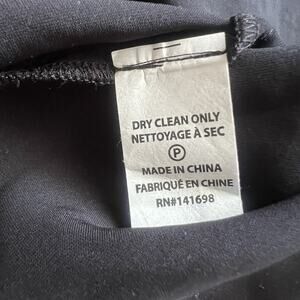 DRY CLEAN ONLY
NETTOYAGE À SEC
P
MADE IN CHINA
FABRIQUÉ EN CHINE
RN#141698